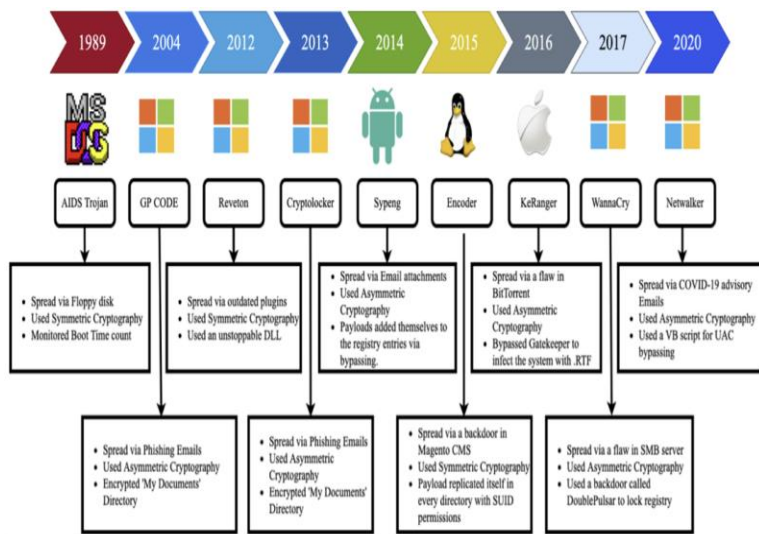 1989
2004
2012
2013
2014
2015
2016
2017
2020
MS
DOS
AIDS Trojan
GP CODE
Reveton
Cryptolocker
Sypeng
Encoder
KeRanger
WannaCry
Netwalker
• Spread via Floppy disk
• Used Symmetric Cryptography
• Monitored Boot Time count
• Spread via outdated plugins
• Used Symmetric Cryptography
• Used an unstoppable DLL
• Spread via Email attachments
• Used Asymmetric
Cryptography
• Payloads added themselves to
the registry entries via
bypassing.
• Spread via a flaw in
BitTorrent
• Used Asymmetric
Cryptography
• Bypassed Gatekeeper to
infect the system with .RTF
• Spread via COVID-19 advisory
Emails
• Used Asymmetric Cryptography
• Used a VB script for UAC
bypassing
• Spread via Phishing Emails
• Used Asymmetric Cryptography
• Encrypted 'My Documents'
Directory
• Spread via Phishing Emails
• Used Asymmetric
Cryptography
• Encrypted 'My Documents'
Directory
• Spread via a backdoor in
Magento CMS
• Used Symmetric Cryptography
• Payload replicated itself in
every directory with SUID
permissions
• Spread via a flaw in SMB server
• Used Asymmetric Cryptography
• Used a backdoor called
DoublePulsar to lock registry